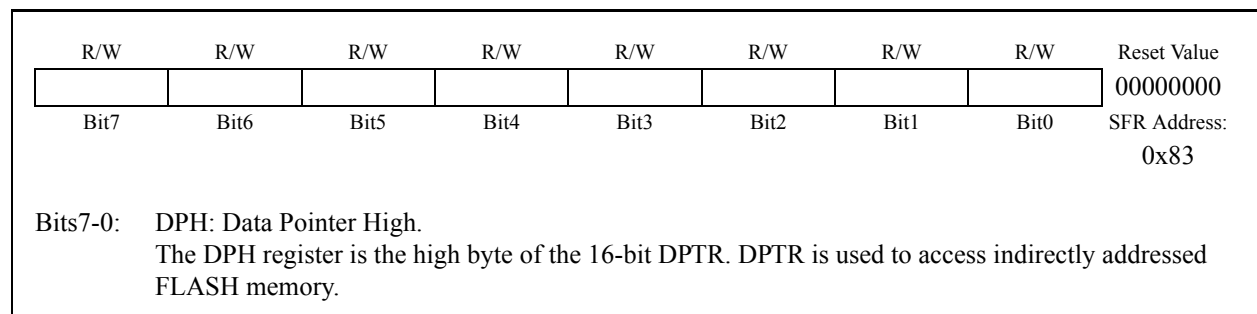 R/W R/W R/W R/W R/W R/W R/W R/W Reset Value
00000000
Bit7 Bit6 Bit5 Bit4 Bit3 Bit2 Bit1 Bit0 SFR Address:
0x83
Bits7-0: DPH: Data Pointer High.
The DPH register is the high byte of the 16-bit DPTR. DPTR is used to access indirectly addressed
FLASH memory.